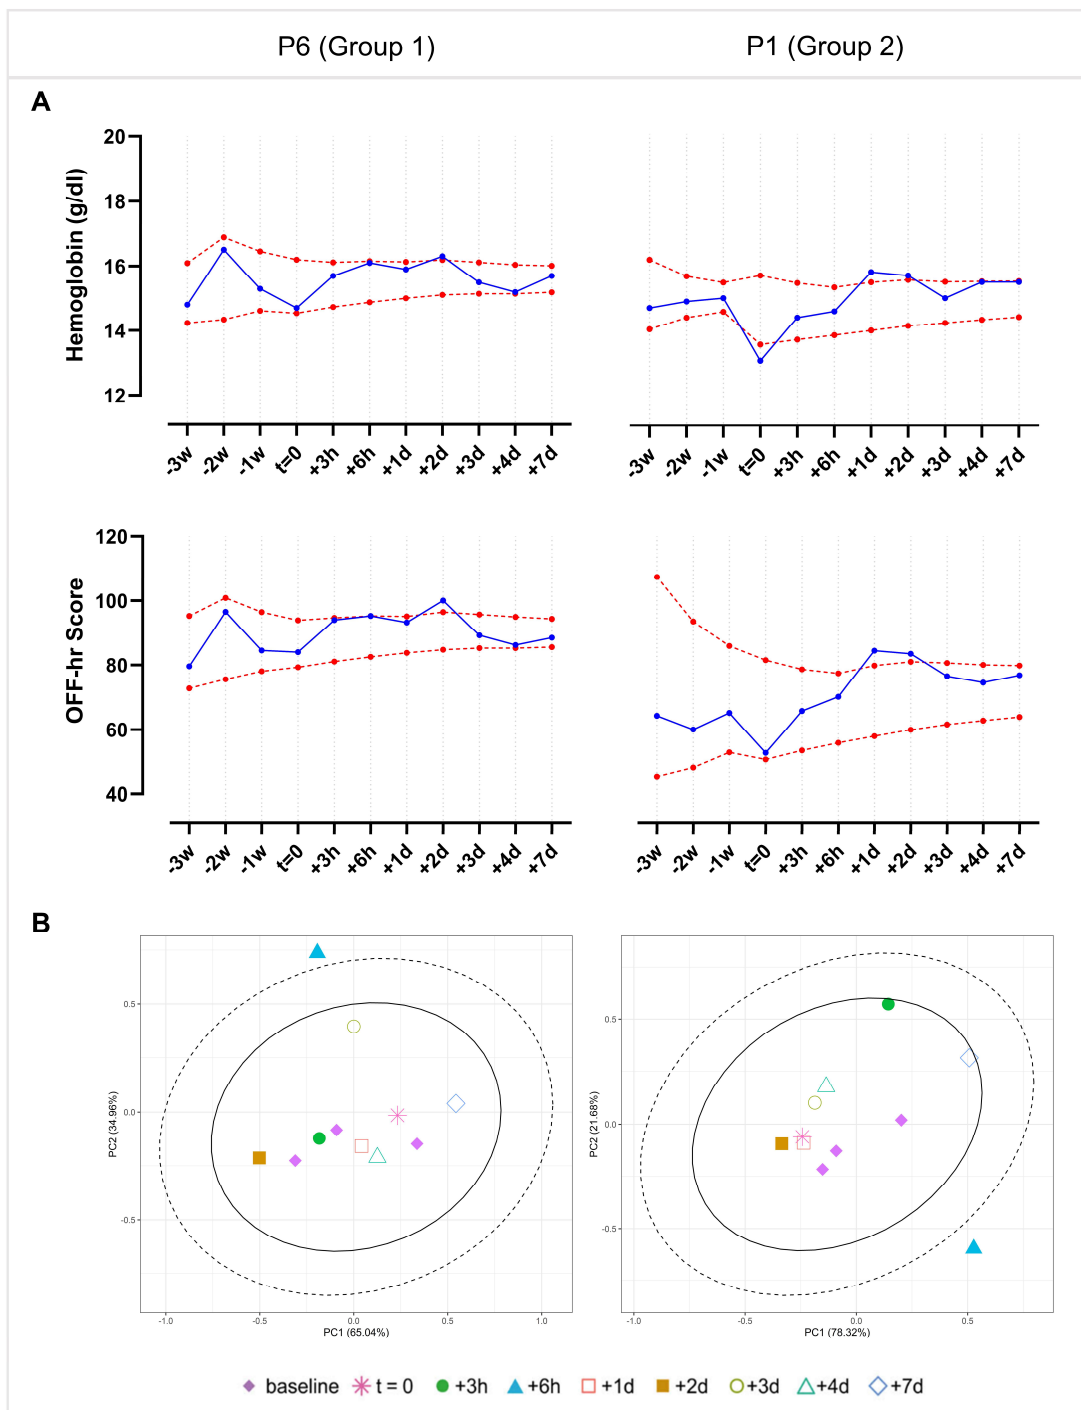 P6 (Group 1) P1 (Group 2)
A
Hemoglobin (g/dl)
20
18
16
14
12
-3w -2w -1w t=0 +3h +6h +1d +2d +3d +4d +7d
-3w -2w -1w t=0 +3h +6h +1d +2d +3d +4d +7d
OFF-hr Score
120
100
80
60
40
-3w -2w -1w t=0 +3h +6h +1d +2d +3d +4d +7d
-3w -2w -1w t=0 +3h +6h +1d +2d +3d +4d +7d
B
PC2 (34.96%)
0.5
0.0
-0.5
-1.0 -0.5 0.0 0.5 1.0
PC1 (65.04%)
PC2 (21.68%)
0.5
0.0
-0.5
-1.0 -0.5 0.0 0.5
PC1 (78.32%)
baseline t = 0 +3h +6h +1d +2d +3d +4d +7d